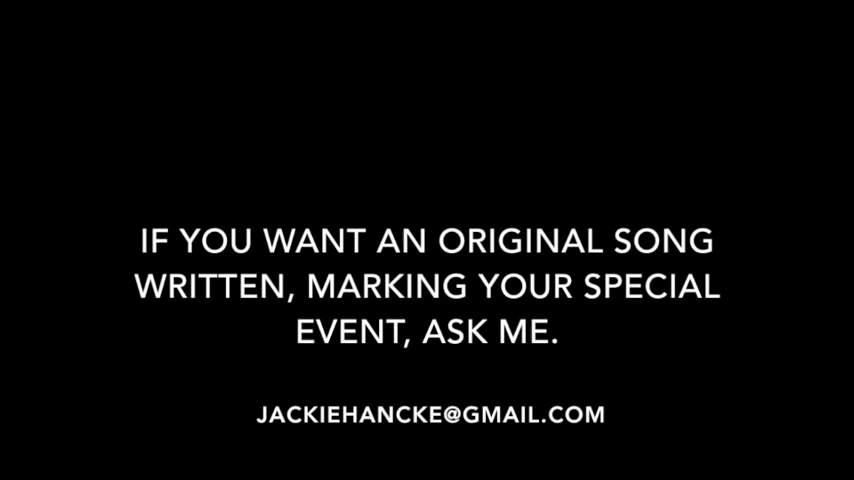 IF YOU WANT AN ORIGINAL SONG
WRITTEN, MARKING YOUR SPECIAL
EVENT, ASK ME.
JACKIEHANCKE@GMAIL.COM